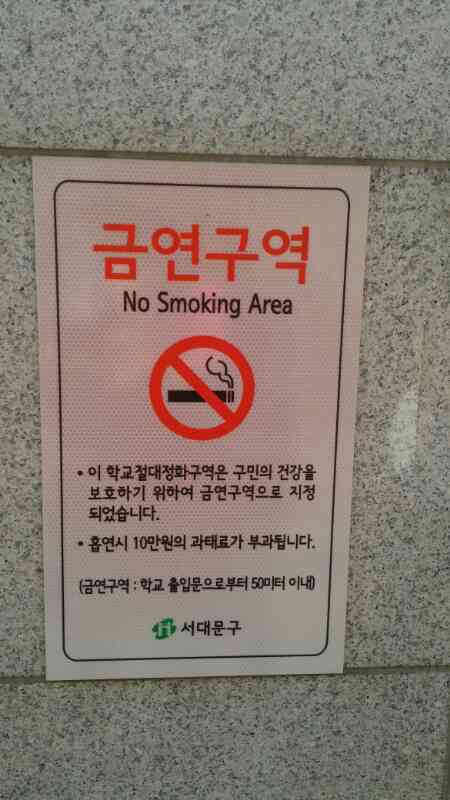 금연구역
No Smoking Area
• 이 학교절대정화구역은 구민의 건강을
보호하기 위하여 금연구역으로 지정
되었습니다.
• 흡연시 10만원의 과태료가 부과됩니다.
(금연구역 : 학교 출입문으로부터 50미터 이내)
서대문구